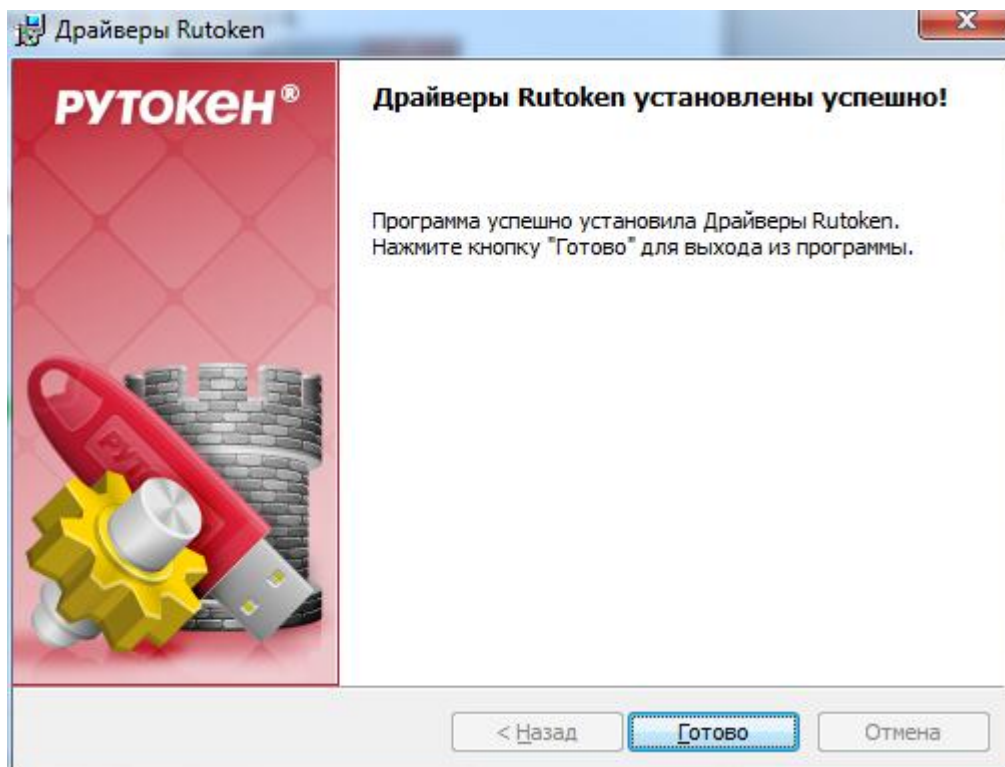 Драйверы Rutoken
РУТОКЕН®
Драйверы Rutoken установлены успешно!
Программа успешно установила Драйверы Rutoken.
Нажмите кнопку "Готово" для выхода из программы.
< Назад
Готово
Отмена